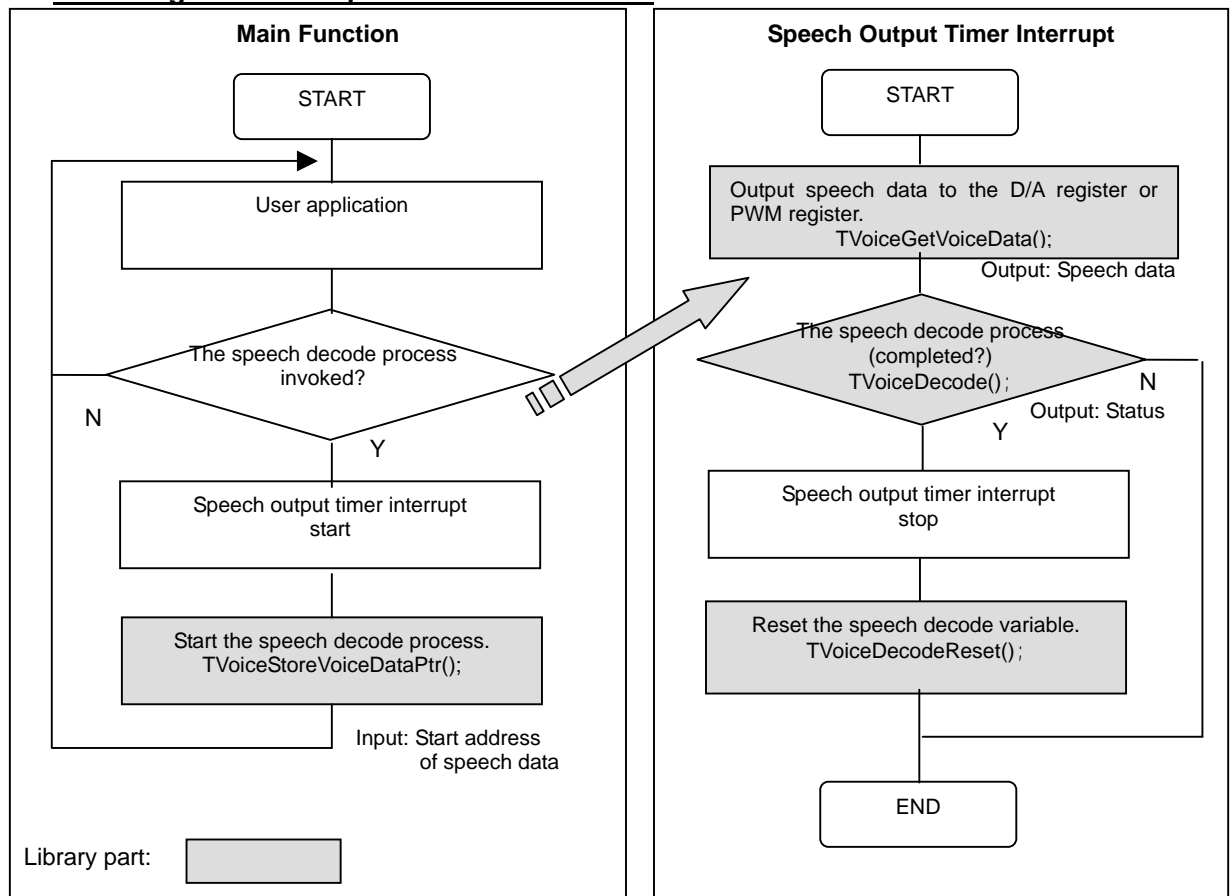 Main Function
START
User application
The speech decode process
invoked?
N
Y
Speech output timer interrupt
start
Start the speech decode process.
TVoiceStoreVoiceDataPtr();
Input: Start address
of speech data
Library part:
Speech Output Timer Interrupt
START
Output speech data to the D/A register or
PWM register.
TVoiceGetVoiceData();
Output: Speech data
The speech decode process
(completed?)
TVoiceDecode();
N
Output: Status
Y
Speech output timer interrupt
stop
Reset the speech decode variable.
TVoiceDecodeReset();
END